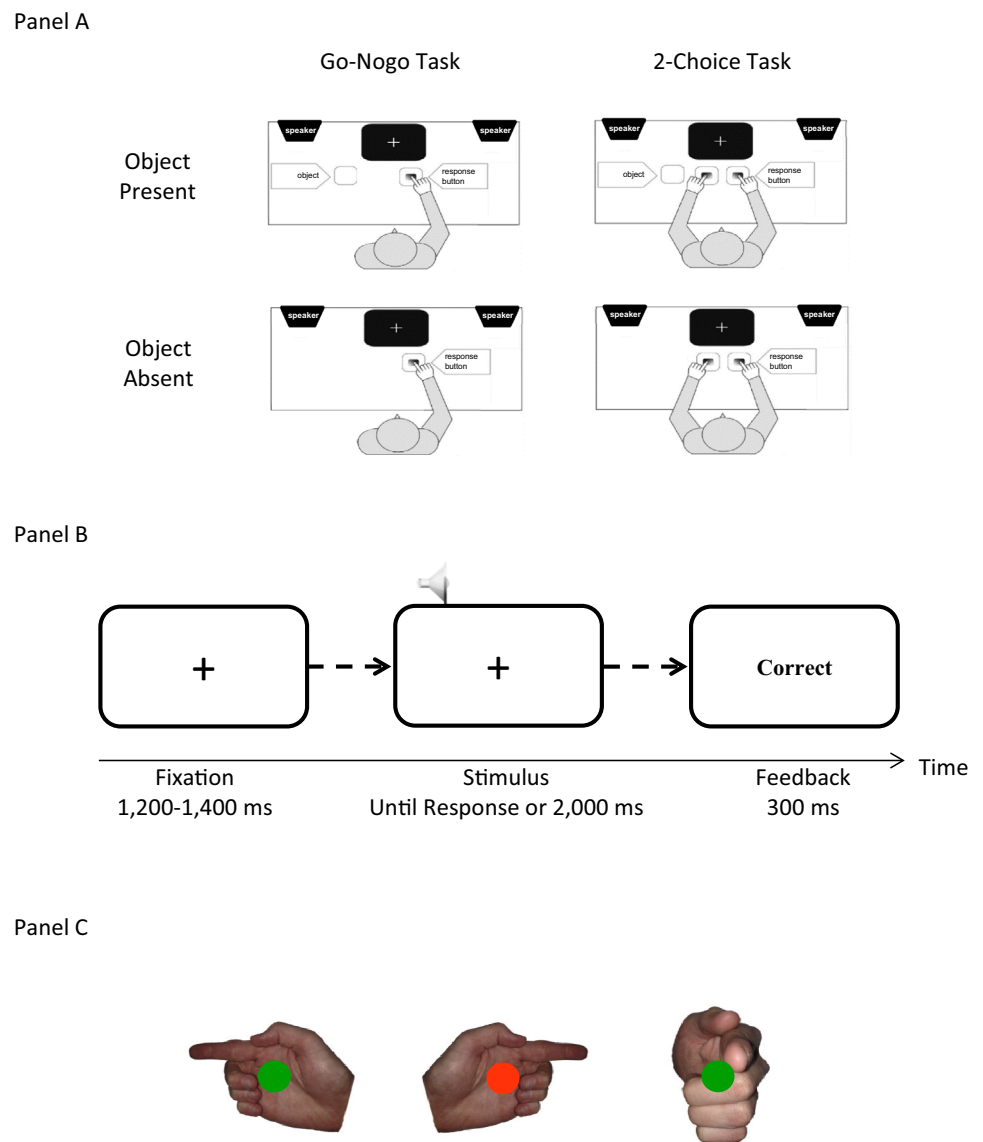 Panel A
Go-Nogo Task
2-Choice Task
Object
Present
speaker
speaker
object
response
button
speaker
speaker
object
response
button
Object
Absent
speaker
speaker
response
button
speaker
speaker
response
button
Panel B
+
+
Correct
Time
Fixation
Stimulus
Feedback
1,200-1,400 ms
Until Response or 2,000 ms
300 ms
Panel C